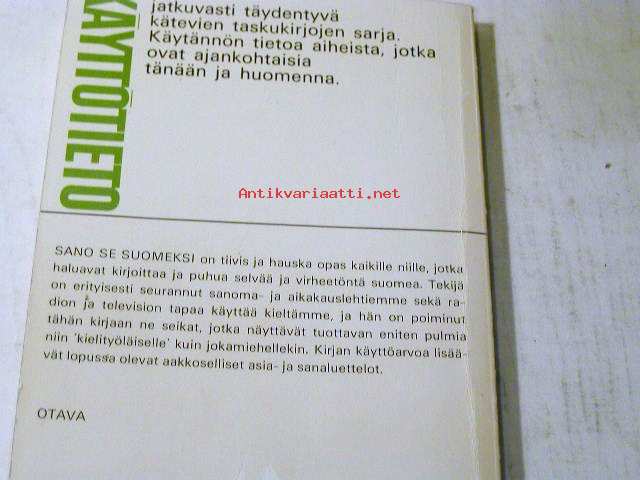 KÄYTTÖTIETO
jatkuvasti täydentyvä
kätevien taskukirjojen sarja.
Käytännön tietoa aiheista, jotka
ovat ajankohtaisia
tänään ja huomenna.
Antikvariaatti.net
SANO SE SUOMEKSI on tiivis ja hauska opas kaikille niille, jotka
haluavat kirjoittaa ja puhua selvää ja virheetöntä suomea. Tekijä
on erityisesti seurannut sanoma- ja aikakauslehtiemme sekä ra-
dion ja television tapaa käyttää kieltämme, ja hän on poiminut
tähän kirjaan ne seikat, jotka näyttävät tuottavan eniten pulmia
niin 'kielityöläiselle' kuin jokamiehellekin. Kirjan käyttöarvoa lisää-
vät lopussa olevat aakkoselliset asia- ja sanaluettelot.
OTAVA